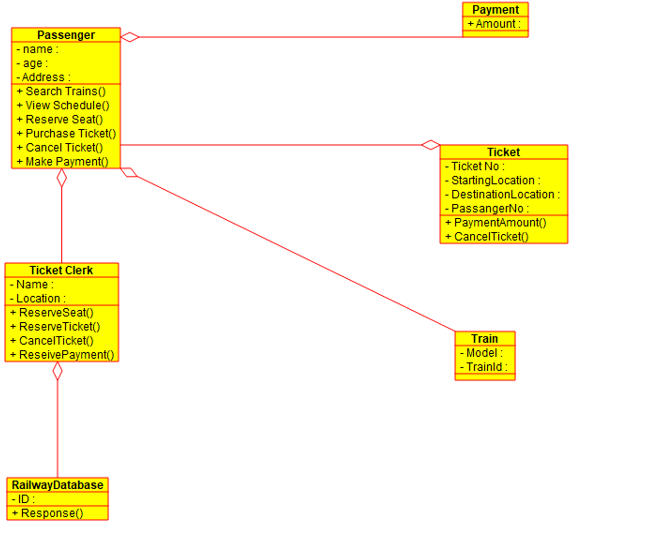 Payment
+ Amount :
Passenger
- name :
- age :
- Address :
+ Search Trains()
+ View Schedule()
+ Reserve Seat()
+ Purchase Ticket()
+ Cancel Ticket()
+ Make Payment()
Ticket
- Ticket No :
- StartingLocation :
- DestinationLocation :
- PassangerNo :
+ PaymentAmount()
+ CancelTicket()
Ticket Clerk
- Name :
- Location :
+ ReserveSeat()
+ ReserveTicket()
+ CancelTicket()
+ ReseivePayment()
Train
- Model :
- TrainId :
RailwayDatabase
- ID :
+ Response()